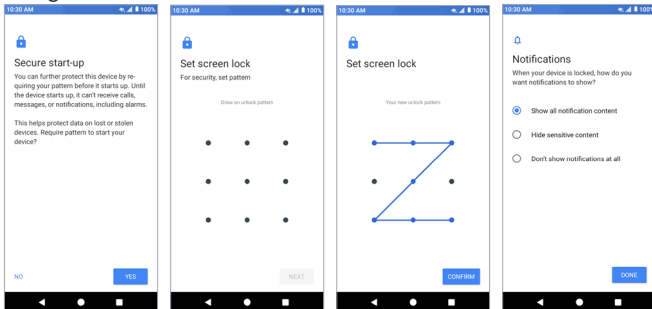 10:30 AM 100%
Secure start-up
You can further protect this device by re-
quiring your pattern before it starts up. Until
the device starts up, it can't receive calls,
messages, or notifications, including alarms.
This helps protect data on lost or stolen
devices. Require pattern to start your
device?
NO YES
10:30 AM 100%
Set screen lock
For security, set pattern
Draw an unlock pattern
NEXT
10:30 AM 100%
Set screen lock
Your new unlock pattern
CONFIRM
10:30 AM 100%
Notifications
When your device is locked, how do you
want notifications to show?
Show all notification content
Hide sensitive content
Don't show notifications at all
DONE